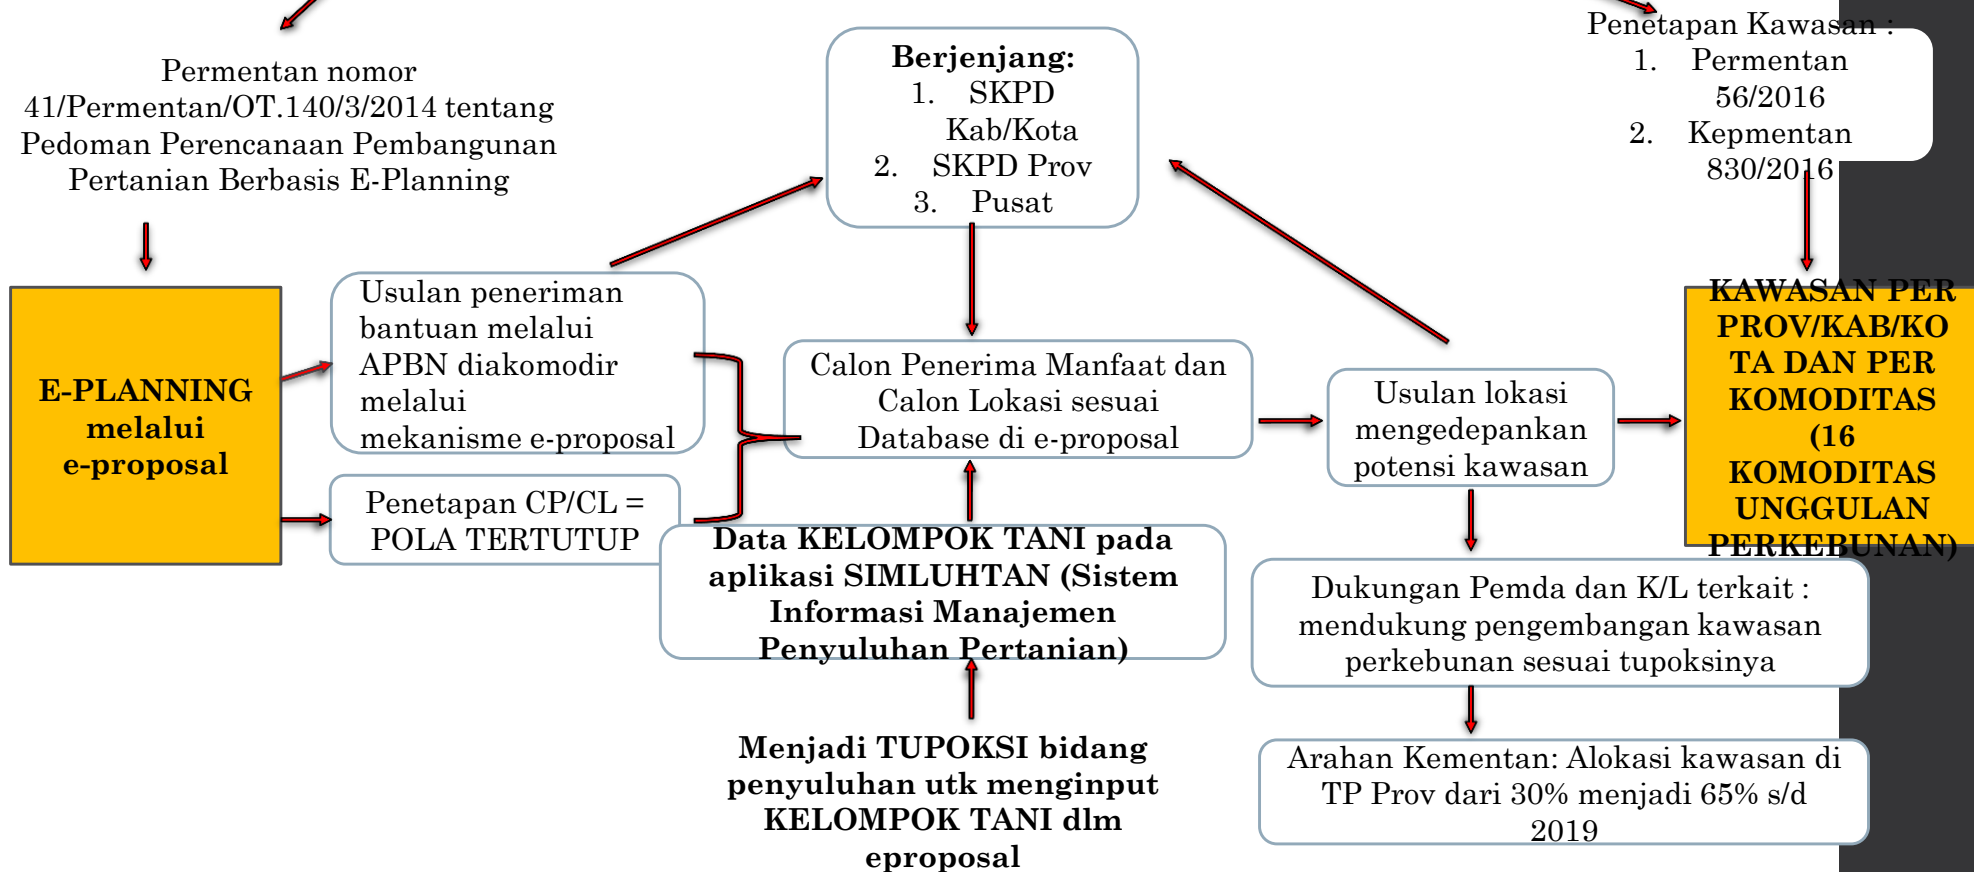 Permentan nomor
41/Permentan/OT.140/3/2014 tentang
Pedoman Perencanaan Pembangunan
Pertanian Berbasis E-Planning
Berjenjang:
1. SKPD
Kab/Kota
2. SKPD Prov
3. Pusat
Penetapan Kawasan :
1. Permentan
56/2016
2. Kepmentan
830/2016
E-PLANNING
melalui
e-proposal
Usulan peneriman
bantuan melalui
APBN diakomodir
melalui
mekanisme e-proposal
Penetapan CP/CL =
POLA TERTUTUP
Calon Penerima Manfaat dan
Calon Lokasi sesuai
Database di e-proposal
Usulan lokasi
mengedepankan
potensi kawasan
KAWASAN PER
PROV/KAB/KO
TA DAN PER
KOMODITAS
(16
KOMODITAS
UNGGULAN
PERKEBUNAN)
Data KELOMPOK TANI pada
aplikasi SIMLUHTAN (Sistem
Informasi Manajemen
Penyuluhan Pertanian)
Dukungan Pemda dan K/L terkait :
mendukung pengembangan kawasan
perkebunan sesuai tupoksinya
Menjadi TUPOKSI bidang
penyuluhan utk menginput
KELOMPOK TANI dlm
eproposal
Arahan Kementan: Alokasi kawasan di
TP Prov dari 30% menjadi 65% s/d
2019